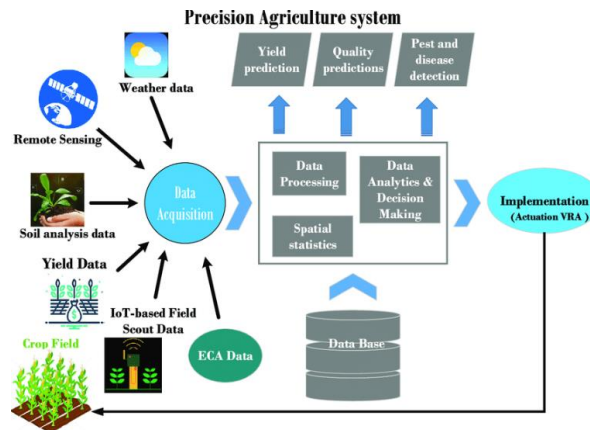 Precision Agriculture system
Yield
prediction
Quality
predictions
Pest and
disease
detection
Weather data
Remote Sensing
Soil analysis data
Yield Data
IoT-based Field
Scout Data
ECA Data
Crop Field
Data
Acquisition
Data
Processing
Spatial
statistics
Data
Analytics &
Decision
Making
Data Base
Implementation
(Actuation VRA)
$